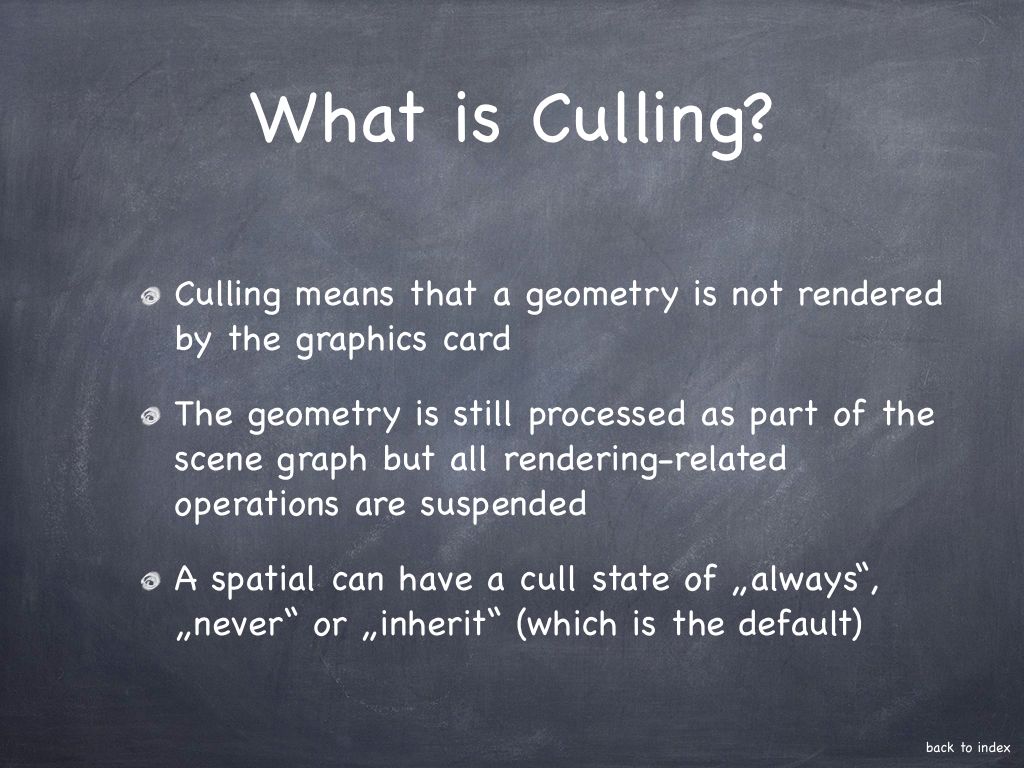 What is Culling?
Culling means that a geometry is not rendered
by the graphics card
The geometry is still processed as part of the
scene graph but all rendering-related
operations are suspended
A spatial can have a cull state of „always“,
„never“ or „inherit“ (which is the default)
back to index